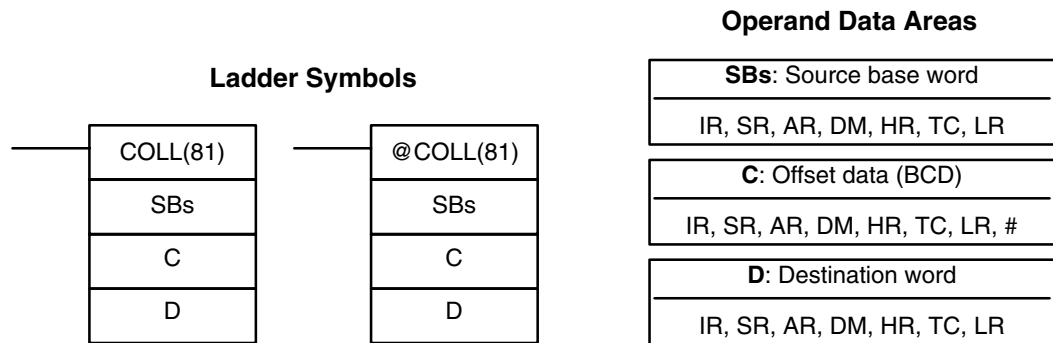 Ladder Symbols
COLL(81)
SBs
C
D
@COLL(81)
SBs
C
D
Operand Data Areas
SBs: Source base word
IR, SR, AR, DM, HR, TC, LR
C: Offset data (BCD)
IR, SR, AR, DM, HR, TC, LR, #
D: Destination word
IR, SR, AR, DM, HR, TC, LR